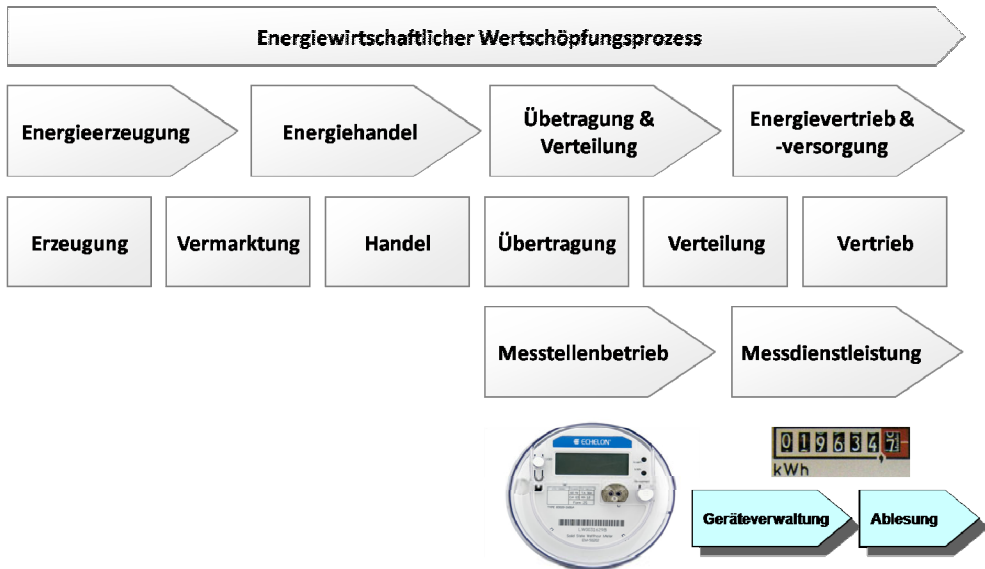 Energiewirtschaftlicher Wertschöpfungsprozess
Energieerzeugung
Energiehandel
Übetragung &
Verteilung
Energievertrieb &
-versorgung
Erzeugung
Vermarktung
Handel
Übertragung
Verteilung
Vertrieb
Messtellenbetrieb
Messdienstleistung
ECHELON
019634
kWh
Geräteverwaltung
Ablesung